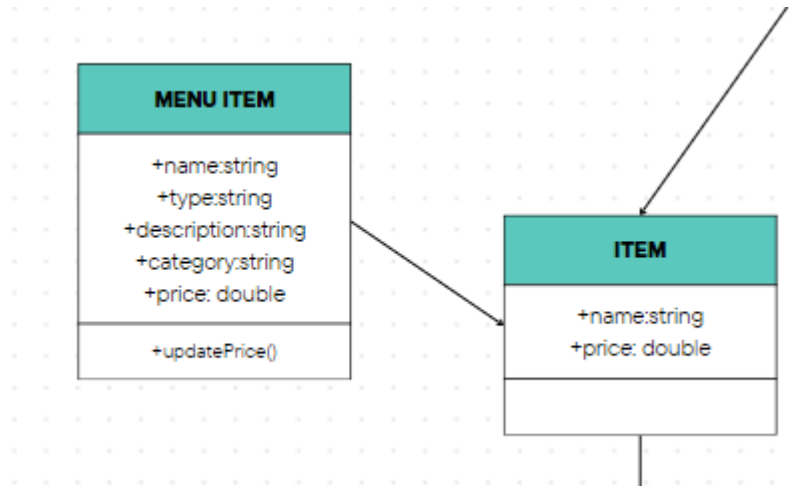 MENU ITEM
+name:string
+type:string
+description:string
+category:string
+price: double
+updatePrice()
ITEM
+name:string
+price: double